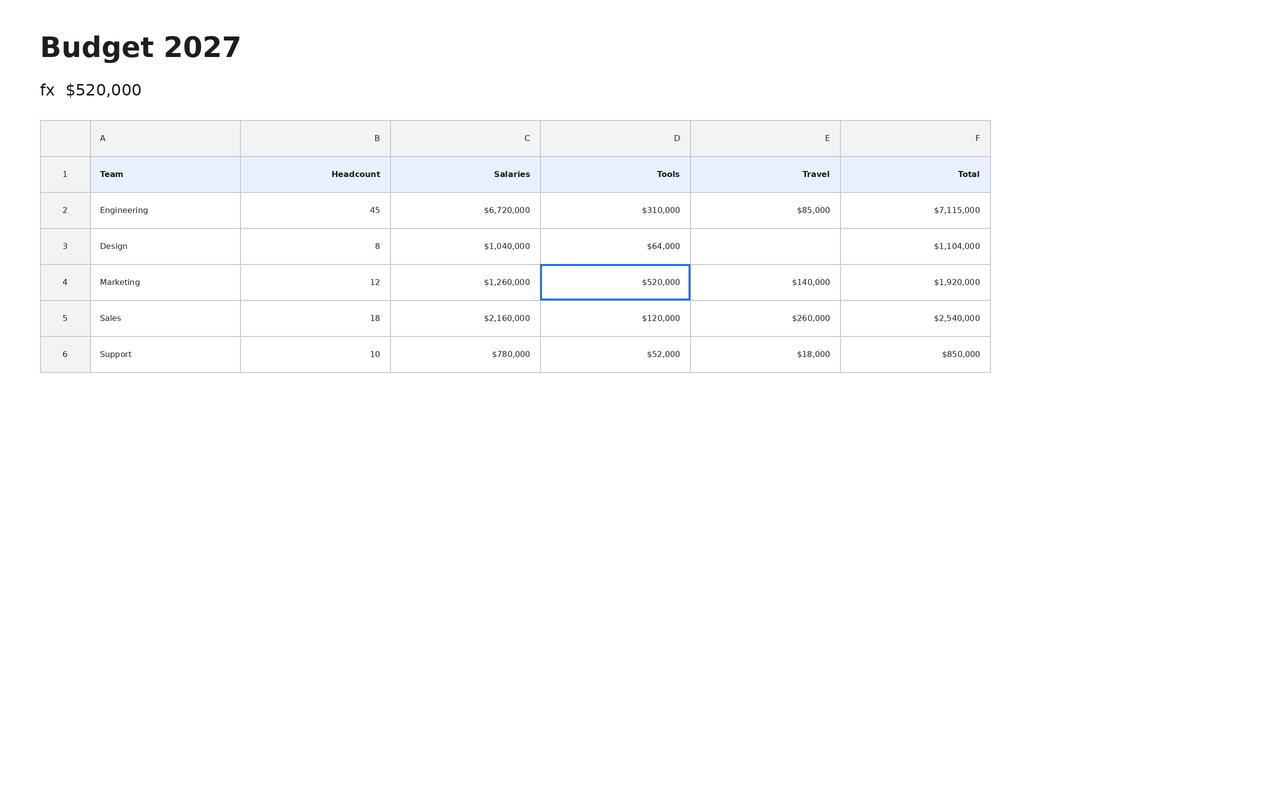 Budget 2027
fx $520,000
A B C D E F
1 Team Headcount Salaries Tools Travel Total
2 Engineering 45 $6,720,000 $310,000 $85,000 $7,115,000
3 Design 8 $1,040,000 $64,000 $1,104,000
4 Marketing 12 $1,260,000 $520,000 $140,000 $1,920,000
5 Sales 18 $2,160,000 $120,000 $260,000 $2,540,000
6 Support 10 $780,000 $52,000 $18,000 $850,000